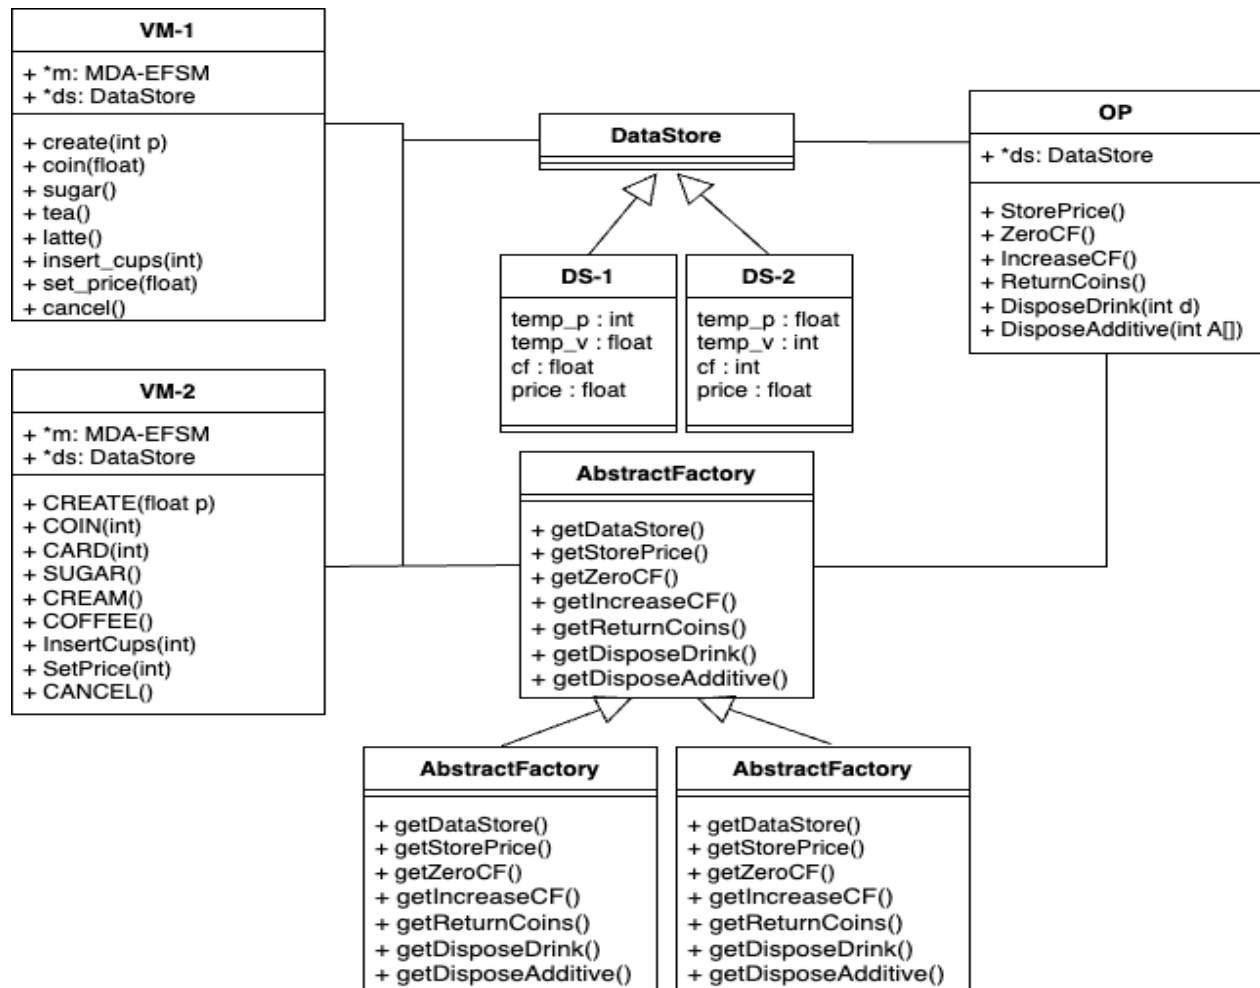 VM-1
+ *m: MDA-EFSM
+ *ds: DataStore
+ create(int p)
+ coin(float)
+ sugar()
+ tea()
+ latte()
+ insert_cups(int)
+ set_price(float)
+ cancel()
DataStore
OP
+ *ds: DataStore
+ StorePrice()
+ ZeroCF()
+ IncreaseCF()
+ ReturnCoins()
+ DisposeDrink(int d)
+ DisposeAdditive(int A[])
DS-1
temp_p : int
temp_v : float
cf : float
price : float
DS-2
temp_p : float
temp_v : int
cf : int
price : float
VM-2
+ *m: MDA-EFSM
+ *ds: DataStore
+ CREATE(float p)
+ COIN(int)
+ CARD(int)
+ SUGAR()
+ CREAM()
+ COFFEE()
+ InsertCups(int)
+ SetPrice(int)
+ CANCEL()
AbstractFactory
+ getDataStore()
+ getStorePrice()
+ getZeroCF()
+ getIncreaseCF()
+ getReturnCoins()
+ getDisposeDrink()
+ getDisposeAdditive()
AbstractFactory
+ getDataStore()
+ getStorePrice()
+ getZeroCF()
+ getIncreaseCF()
+ getReturnCoins()
+ getDisposeDrink()
+ getDisposeAdditive()
AbstractFactory
+ getDataStore()
+ getStorePrice()
+ getZeroCF()
+ getIncreaseCF()
+ getReturnCoins()
+ getDisposeDrink()
+ getDisposeAdditive()